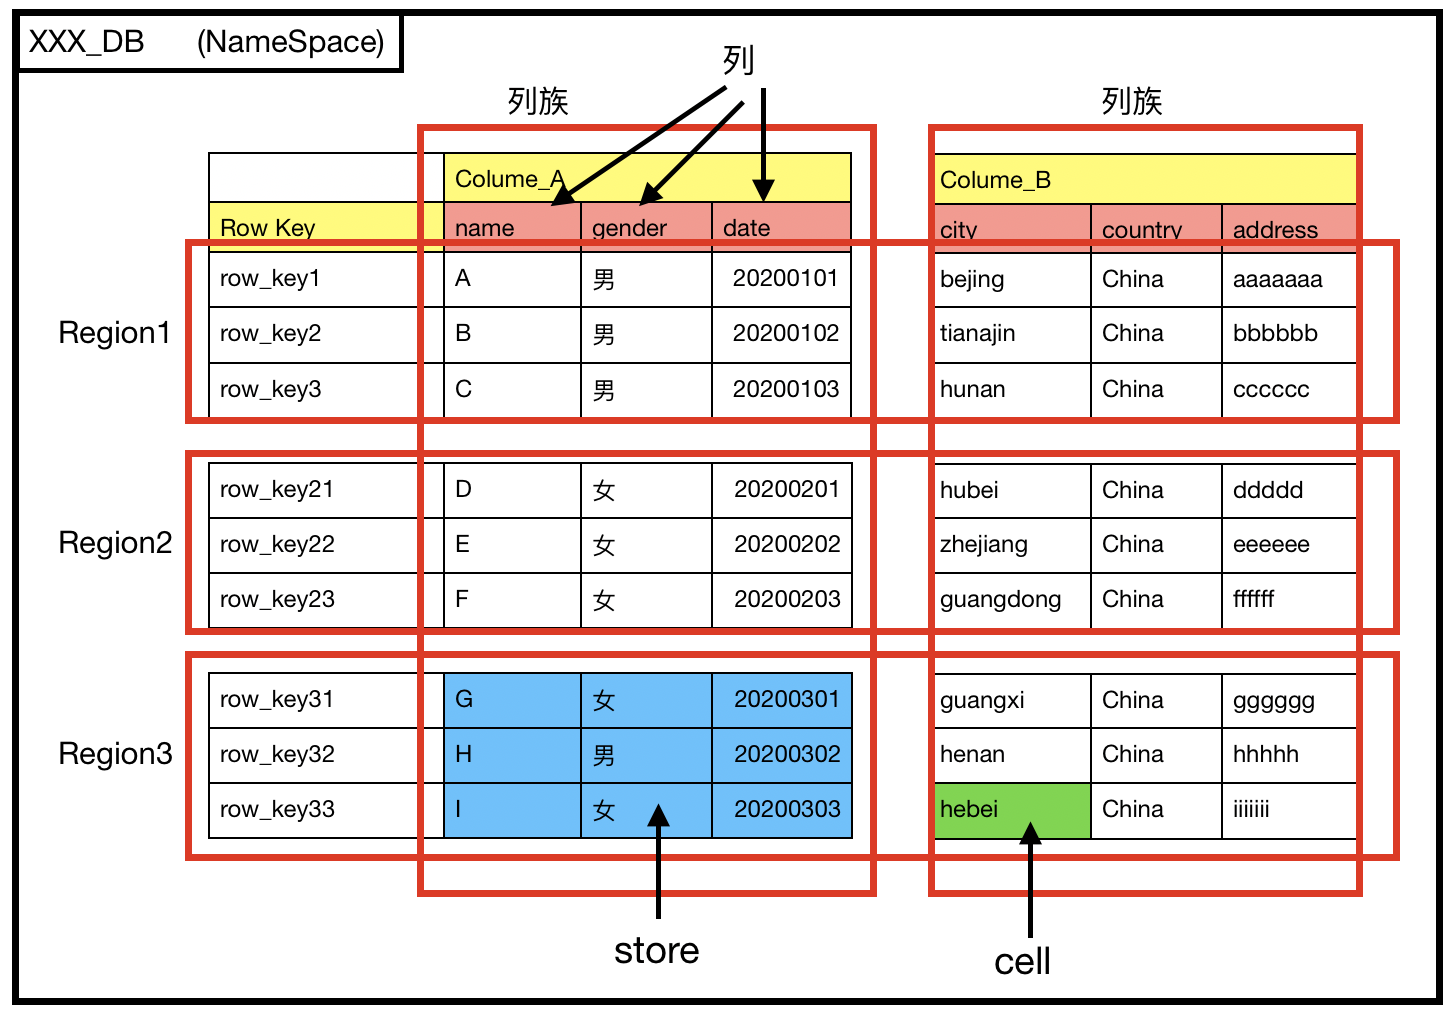 XXX_DB (NameSpace)
列
列族 列族
Colume_A Colume_B
Row Key name gender date city country address
row_key1 A 男 20200101 bejing China aaaaaaa
Region1 row_key2 B 男 20200102 tianajin China bbbbbb
row_key3 C 男 20200103 hunan China cccccc
row_key21 D 女 20200201 hubei China ddddd
Region2 row_key22 E 女 20200202 zhejiang China eeeeee
row_key23 F 女 20200203 guangdong China ffffff
row_key31 G 女 20200301 guangxi China gggggg
Region3 row_key32 H 男 20200302 henan China hhhhh
row_key33 I 女 20200303 hebei China iiiiiii
store cell